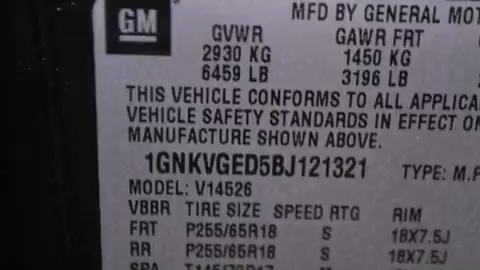 GM
MFD BY GENERAL MOT
GVWR GAWR FRT
2930 KG 1450 KG
6459 LB 3196 LB
THIS VEHICLE CONFORMS TO ALL APPLICA
VEHICLE SAFETY STANDARDS IN EFFECT ON
MANUFACTURE SHOWN ABOVE.
1GNKVGED5BJ121321 TYPE: M.P
MODEL: V14526
VBBR TIRE SIZE SPEED RTG RIM
FRT P255/65R18 S 18X7.5J
RR P255/65R18 S 18X7.5J